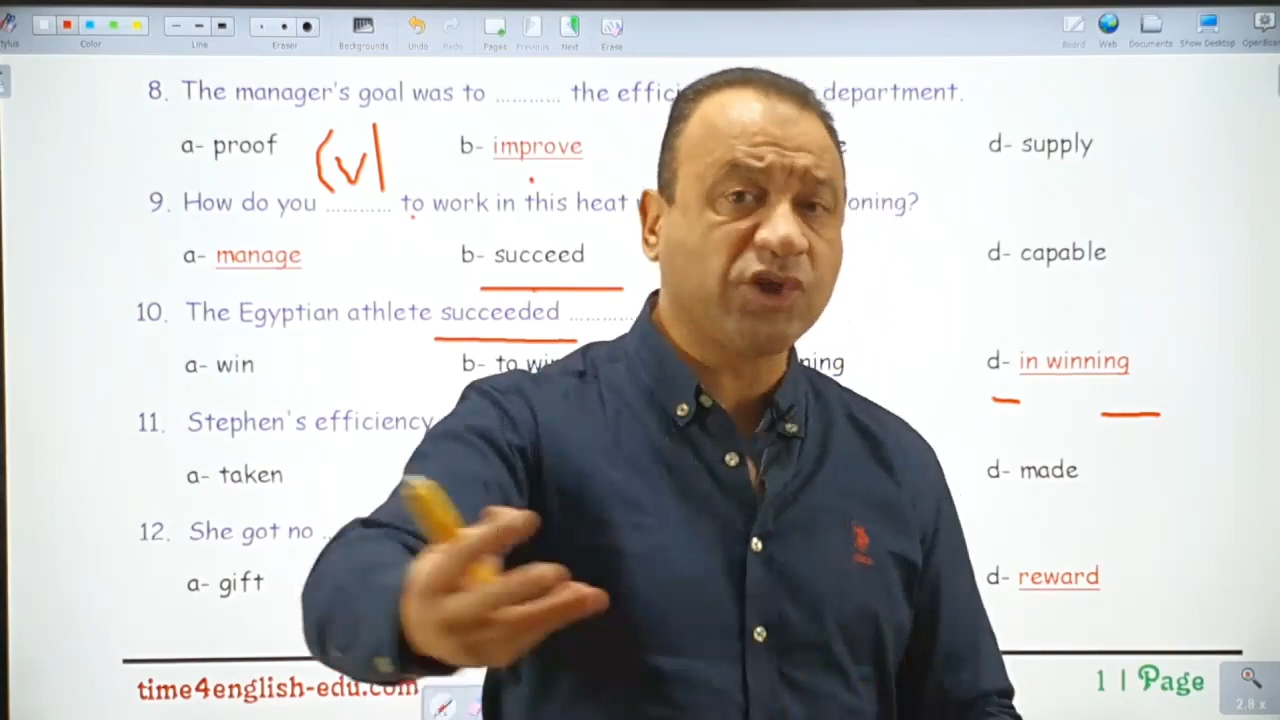 Stylus Color Line Eraser Backgrounds Undo Redo Pages Previous Next Erase Board Web Documents Show Desktop
8. The manager's goal was to ............ the department.
a- proof b- improve d- supply
(v)
9. How do you ............ to work in this heat
a- manage b- succeed d- capable
10. The Egyptian athlete succeeded ............
a- win b- to win d- in winning
11. Stephen's efficiency
a- taken d- made
12. She got no
a- gift d- reward
time4english-edu.com 1 | Page
2.8 x